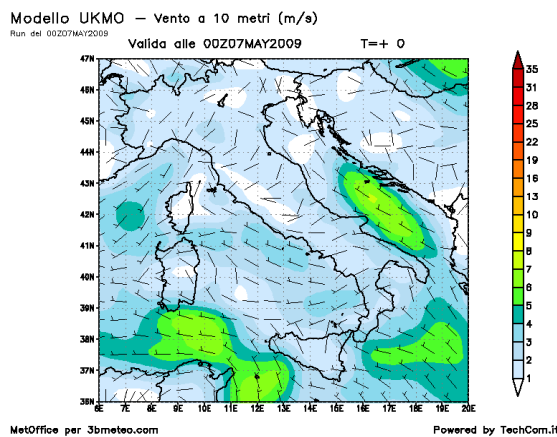 Modello UKMO – Vento a 10 metri (m/s)
Run del 00Z07MAY2009
Valida alle 00Z07MAY2009 T=+ 0
47N
46N
45N
44N
43N
42N
41N
40N
39N
38N
37N
36N
6E 7E 8E 9E 10E 11E 12E 13E 14E 15E 16E 17E 18E 19E 20E
35
31
28
25
22
19
16
13
10
9
8
7
6
5
4
3
2
1
MetOffice per 3bmeteo.com Powered by TechCom.it